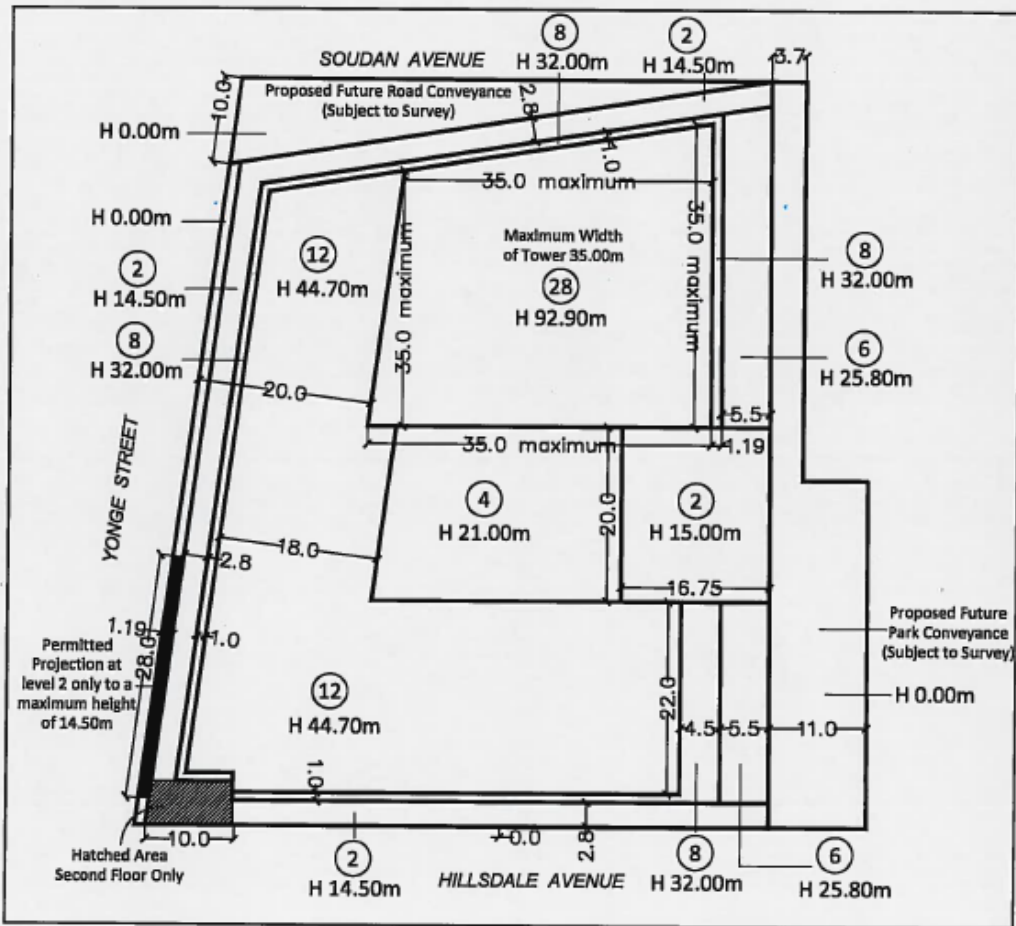 SOUDAN AVENUE
8
H 32.00m
2
H 14.50m
3.7
10.0
Proposed Future Road Conveyance
(Subject to Survey)
2.8
H 0.00m
1.0
35.0 maximum
H 0.00m
12
H 44.70m
35.0 maximum
Maximum Width
of Tower 35.00m
28
H 92.90m
35.0 maximum
8
H 32.00m
2
H 14.50m
8
H 32.00m
6
H 25.80m
20.0
5.5
35.0 maximum
1.19
YONGE STREET
4
H 21.00m
20.0
2
H 15.00m
18.0
2.8
16.75
1.19
28.0
1.0
Permitted
Projection at
level 2 only to a
maximum height
of 14.50m
Proposed Future
Park Conveyance
(Subject to Survey)
12
H 44.70m
22.0
H 0.00m
4.5
5.5
11.0
1.0
10.0
0.0
2.8
Hatched Area
Second Floor Only
2
H 14.50m
HILLSDALE AVENUE
8
H 32.00m
6
H 25.80m